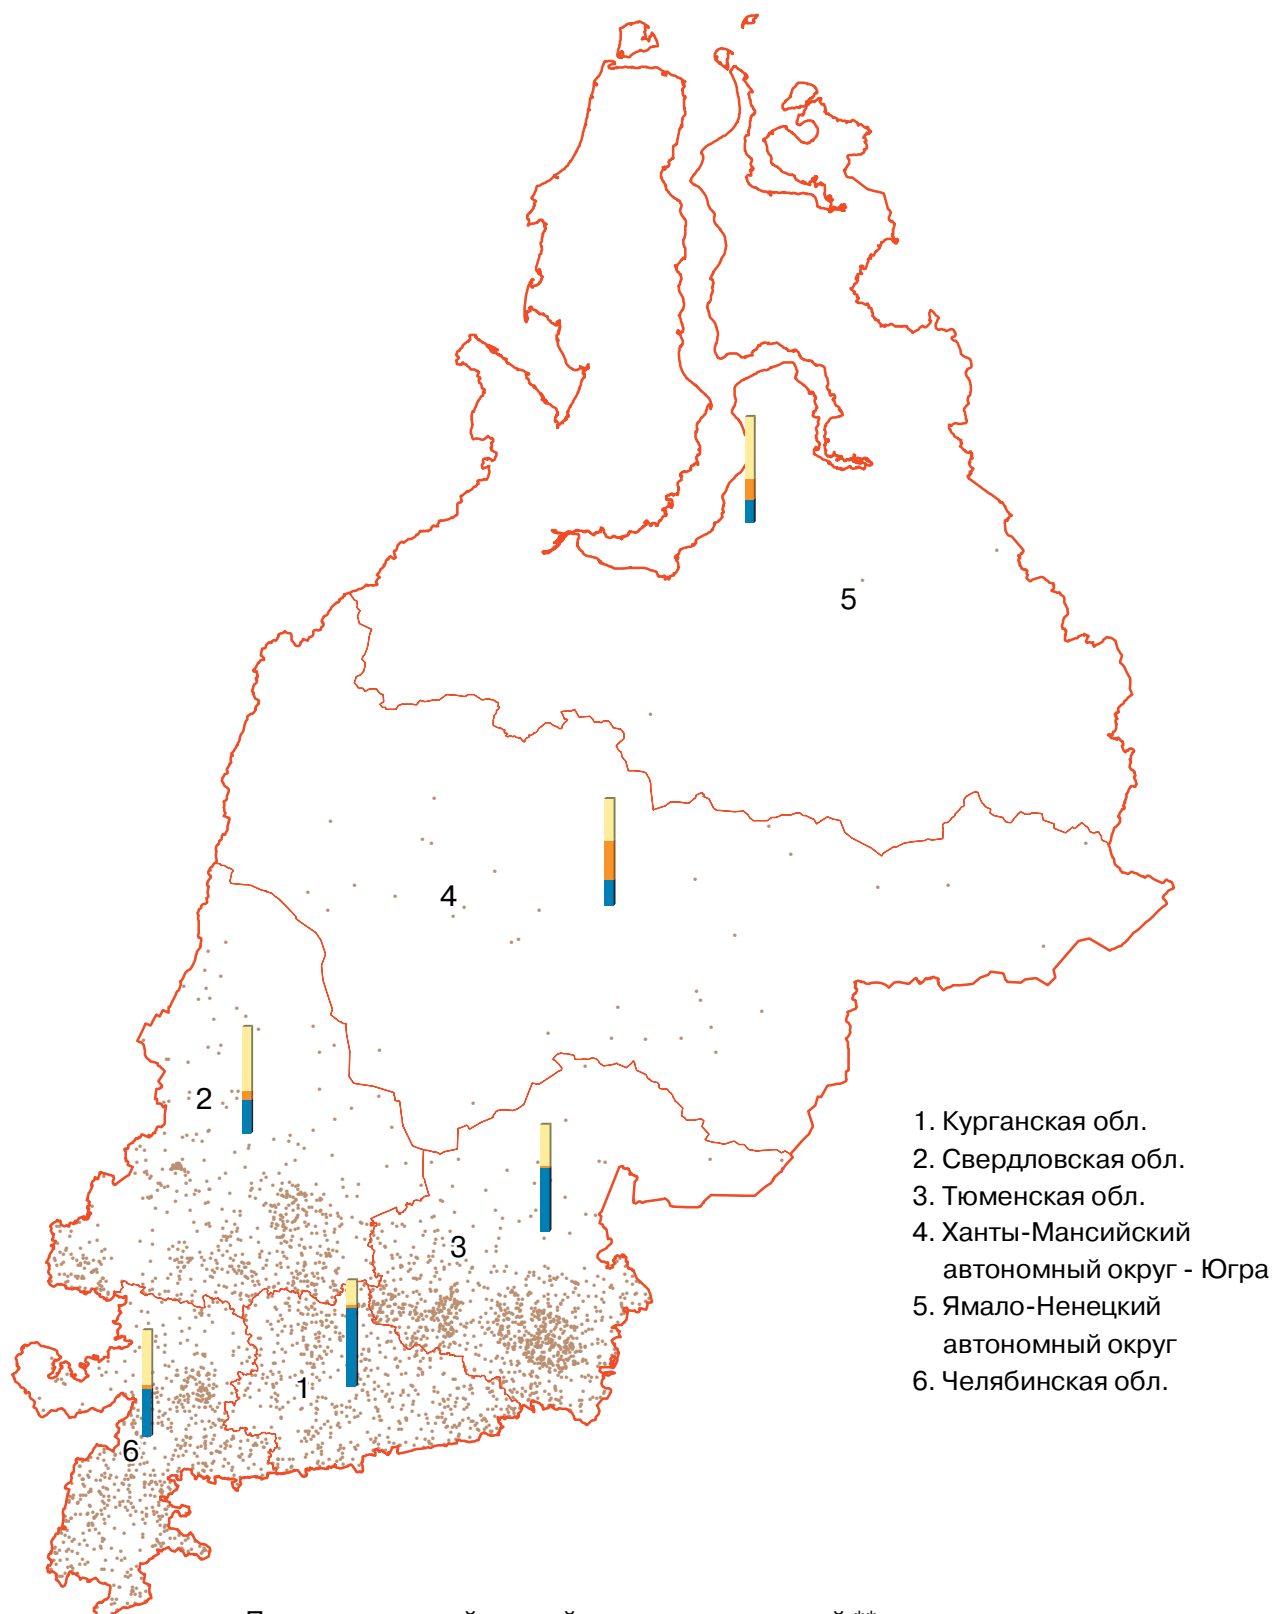 5
4
2
3
1
6
1. Курганская обл.
2. Свердловская обл.
3. Тюменская обл.
4. Ханты-Мансийский
автономный округ - Югра
5. Ямало-Ненецкий
автономный округ
6. Челябинская обл.